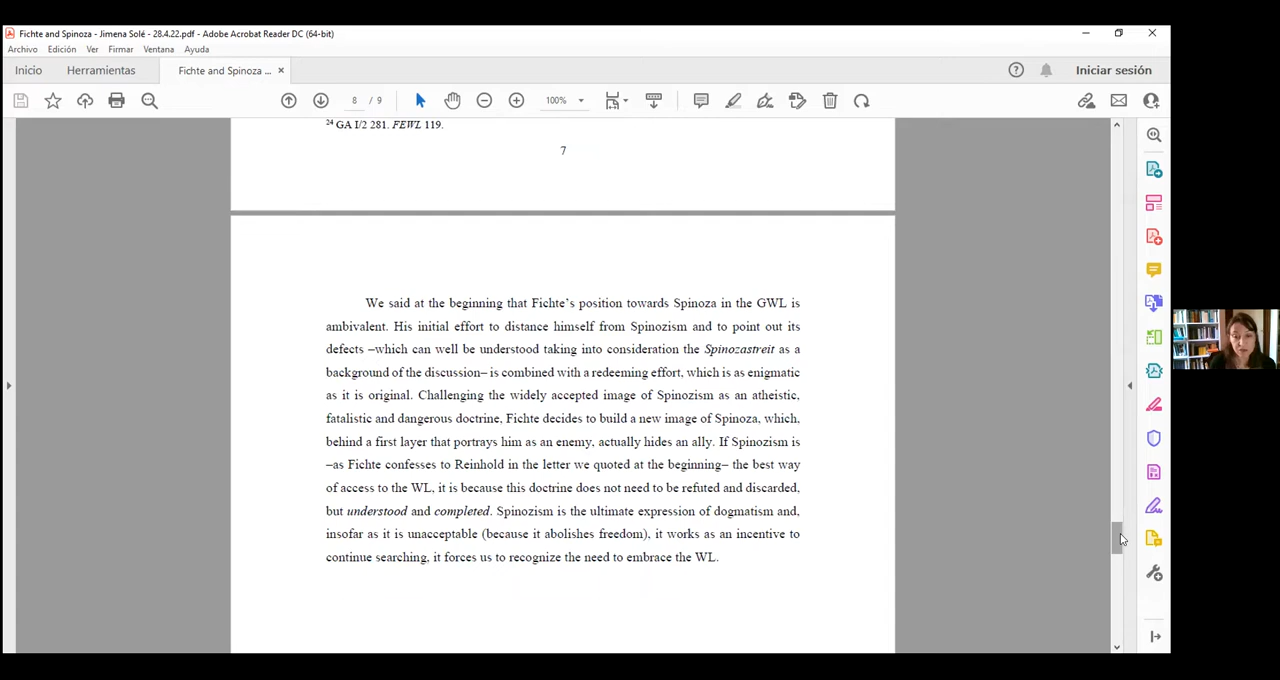 Fichte and Spinoza - Jimena Solé - 28.4.22.pdf - Adobe Acrobat Reader DC (64-bit)
Archivo Edición Ver Firmar Ventana Ayuda
Inicio Herramientas Fichte and Spinoza ... × Iniciar sesión
8 / 9 100%
24 GA I/2 281. FEWL 119.
7
We said at the beginning that Fichte's position towards Spinoza in the GWL is
ambivalent. His initial effort to distance himself from Spinozism and to point out its
defects –which can well be understood taking into consideration the Spinozastreit as a
background of the discussion– is combined with a redeeming effort, which is as enigmatic
as it is original. Challenging the widely accepted image of Spinozism as an atheistic,
fatalistic and dangerous doctrine, Fichte decides to build a new image of Spinoza, which,
behind a first layer that portrays him as an enemy, actually hides an ally. If Spinozism is
–as Fichte confesses to Reinhold in the letter we quoted at the beginning– the best way
of access to the WL, it is because this doctrine does not need to be refuted and discarded,
but understood and completed. Spinozism is the ultimate expression of dogmatism and,
insofar as it is unacceptable (because it abolishes freedom), it works as an incentive to
continue searching, it forces us to recognize the need to embrace the WL.